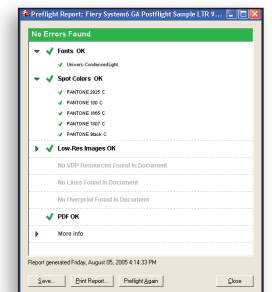 Preflight Report: Fiery System6 GA Postflight Sample LTR V...
No Errors Found
Fonts OK
Univers-CondensedLight
Spot Colors OK
PANTONE 2925 C
PANTONE 100 C
PANTONE 1665 C
PANTONE 1807 C
PANTONE Black C
Low-Res Images OK
No VDP Resources Found In Document
No Lines Found In Document
No Overprint Found In Document
PDF OK
More Info
Report generated Friday, August 05, 2005 4:14:33 PM
Save... Print Report... Preflight Again Close